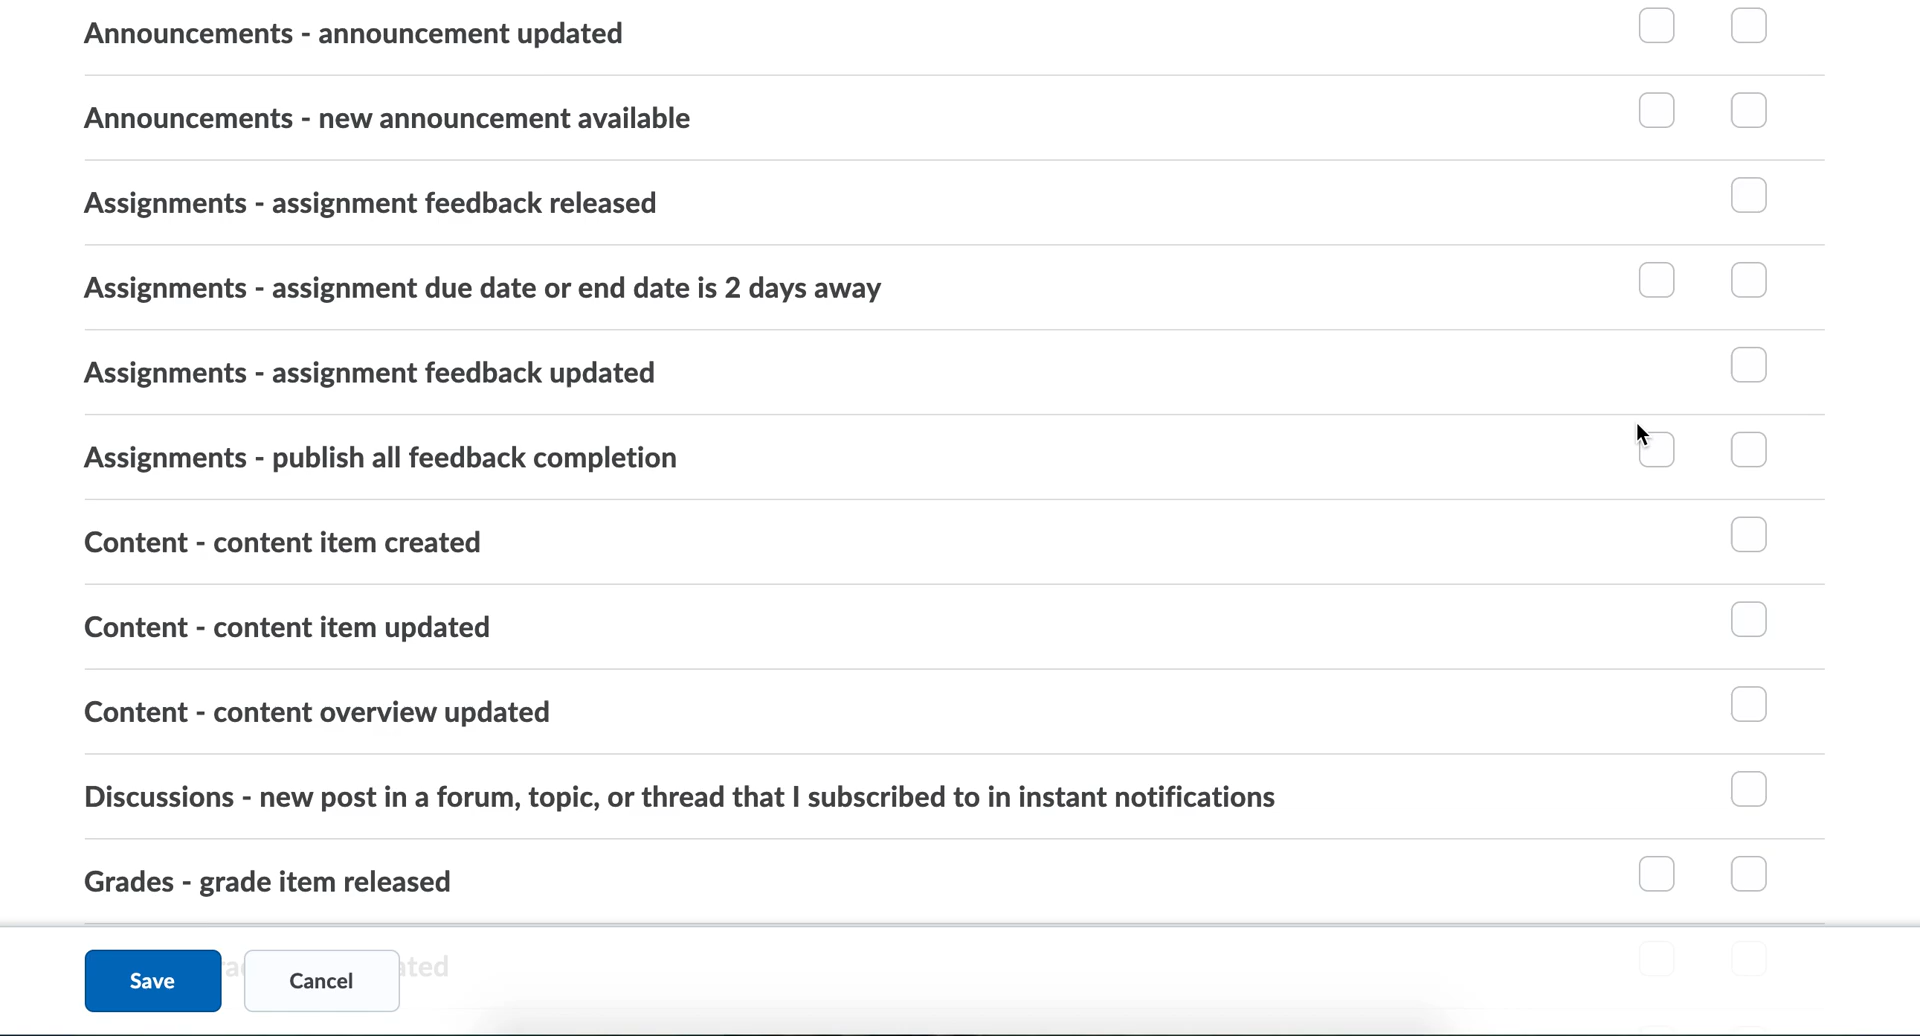 Announcements - announcement updated
Announcements - new announcement available
Assignments - assignment feedback released
Assignments - assignment due date or end date is 2 days away
Assignments - assignment feedback updated
Assignments - publish all feedback completion
Content - content item created
Content - content item updated
Content - content overview updated
Discussions - new post in a forum, topic, or thread that I subscribed to in instant notifications
Grades - grade item released
Save
Cancel